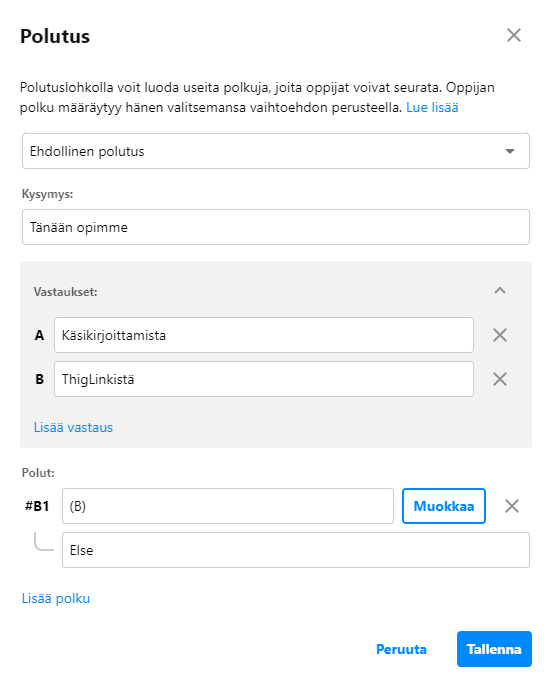 Polutus
Polutuslohkolla voit luoda useita polkuja, joita oppijat voivat seurata. Oppijan
polku määräytyy hänen valitsemansa vaihtoehdon perusteella. Lue lisää
Ehdollinen polutus
Kysymys:
Tänään opimme
Vastaukset:
A Käsikirjoittamista
B ThigLinkistä
Lisää vastaus
Polut:
#B1 (B) Muokkaa
Else
Lisää polku
Peruuta Tallenna